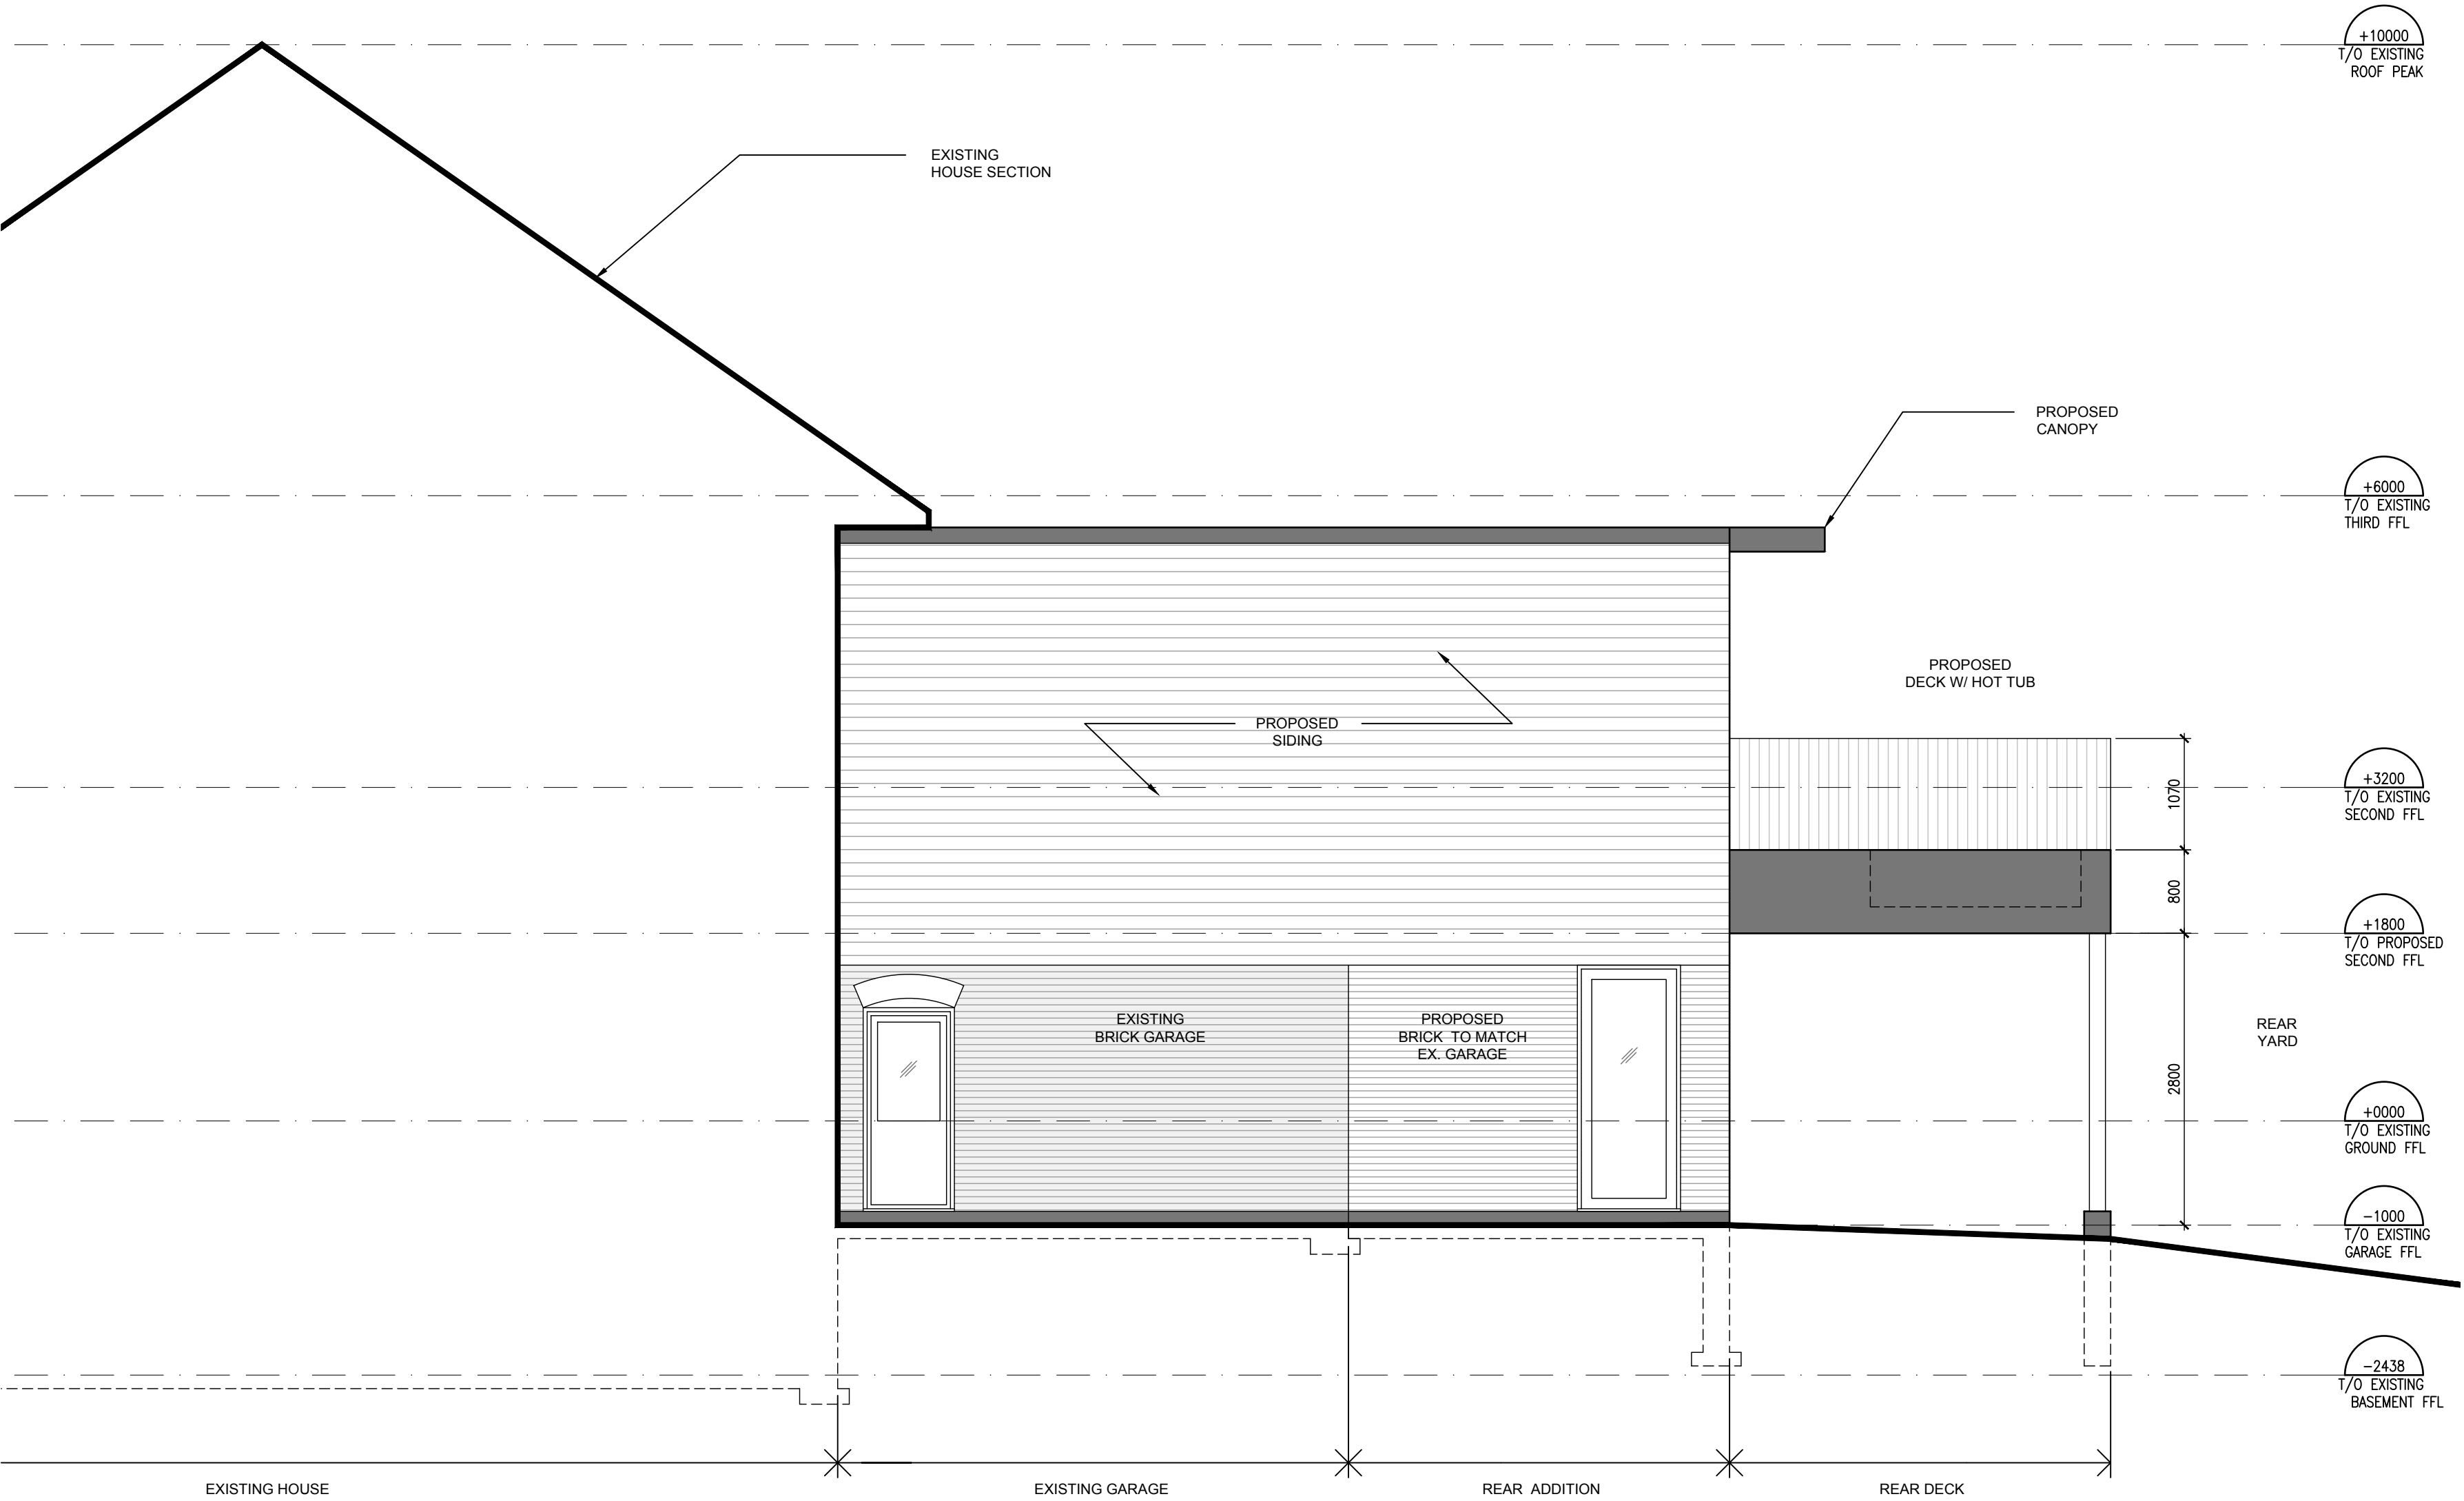 +10000
T/O EXISTING
ROOF PEAK
EXISTING
HOUSE SECTION
PROPOSED
CANOPY
+6000
T/O EXISTING
THIRD FFL
PROPOSED
DECK W/ HOT TUB
PROPOSED
SIDING
1070
+3200
T/O EXISTING
SECOND FFL
800
+1800
T/O PROPOSED
SECOND FFL
EXISTING
BRICK GARAGE
PROPOSED
BRICK TO MATCH
EX. GARAGE
REAR
YARD
2800
+0000
T/O EXISTING
GROUND FFL
-1000
T/O EXISTING
GARAGE FFL
-2438
T/O EXISTING
BASEMENT FFL
EXISTING HOUSE
EXISTING GARAGE
REAR ADDITION
REAR DECK